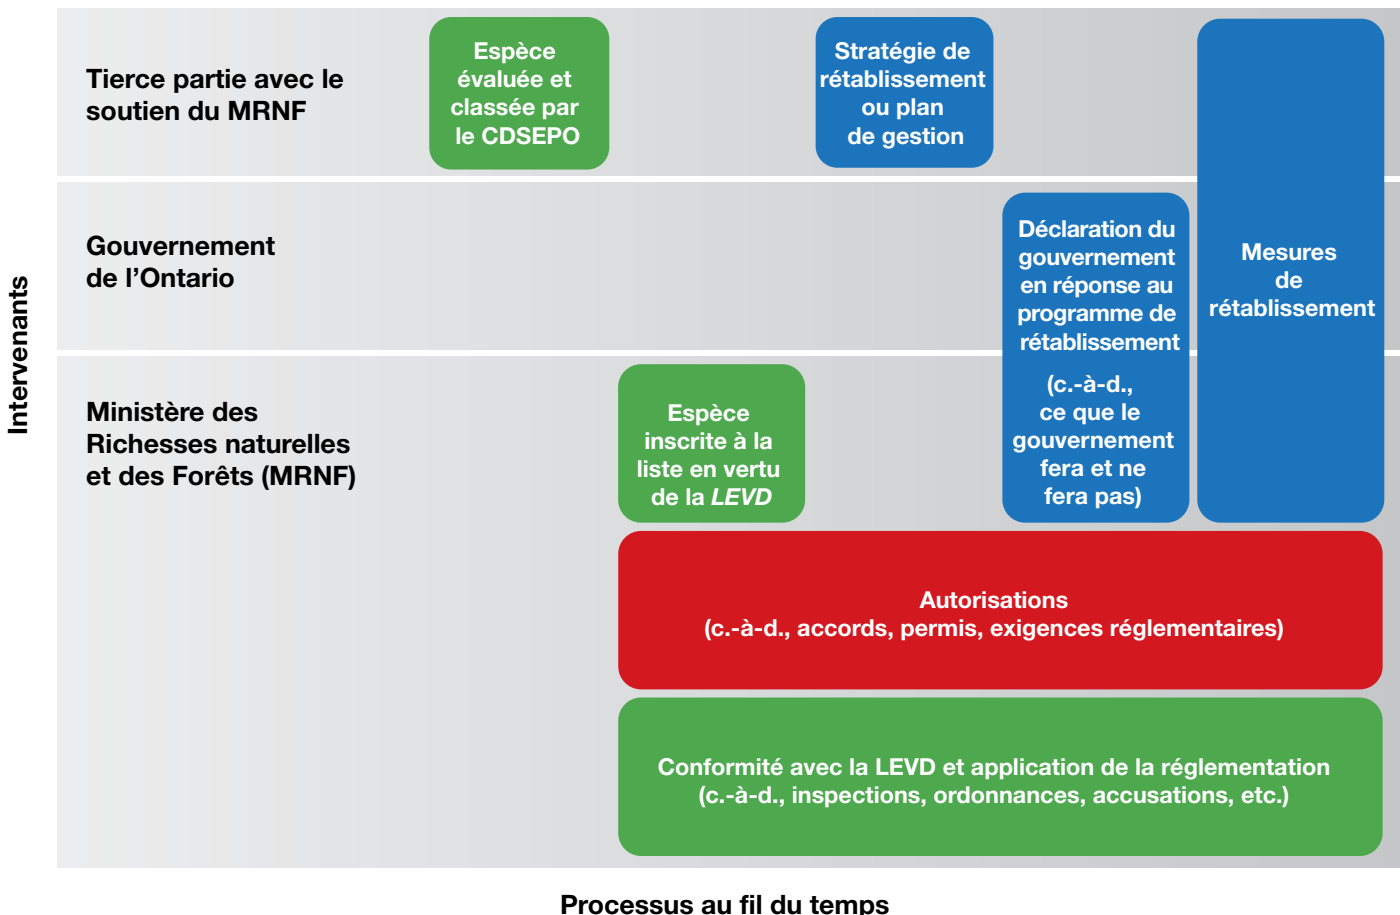 Intervenants
Tierce partie avec le
soutien du MRNF
Espèce
évaluée et
classée par
le CDSEPO
Stratégie de
rétablissement
ou plan
de gestion
Gouvernement
de l’Ontario
Déclaration du
gouvernement
en réponse au
programme de
rétablissement
(c.-à-d.,
ce que le
gouvernement
fera et ne
fera pas)
Mesures
de
rétablissement
Ministère des
Richesses naturelles
et des Forêts (MRNF)
Espèce
inscrite à la
liste en vertu
de la LEVD
Autorisations
(c.-à-d., accords, permis, exigences réglementaires)
Conformité avec la LEVD et application de la réglementation
(c.-à-d., inspections, ordonnances, accusations, etc.)
Processus au fil du temps